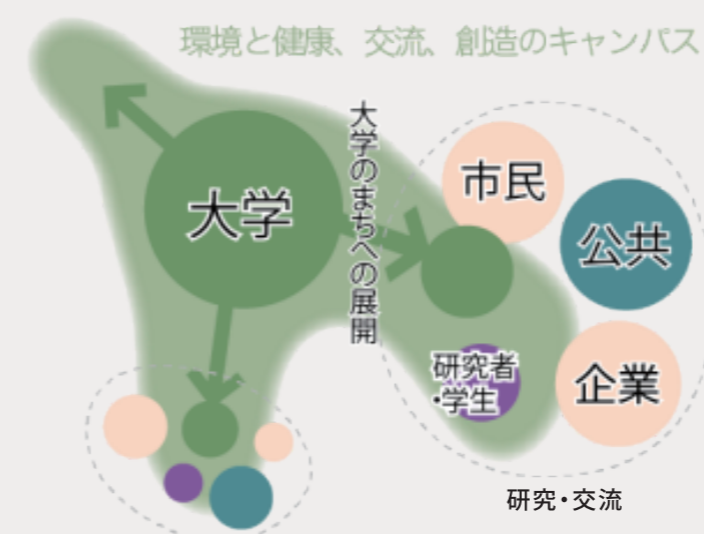 環境と健康、交流、創造のキャンパス
大学のまちへの展開
大学
市民
公共
研究者
・学生
企業
研究・交流